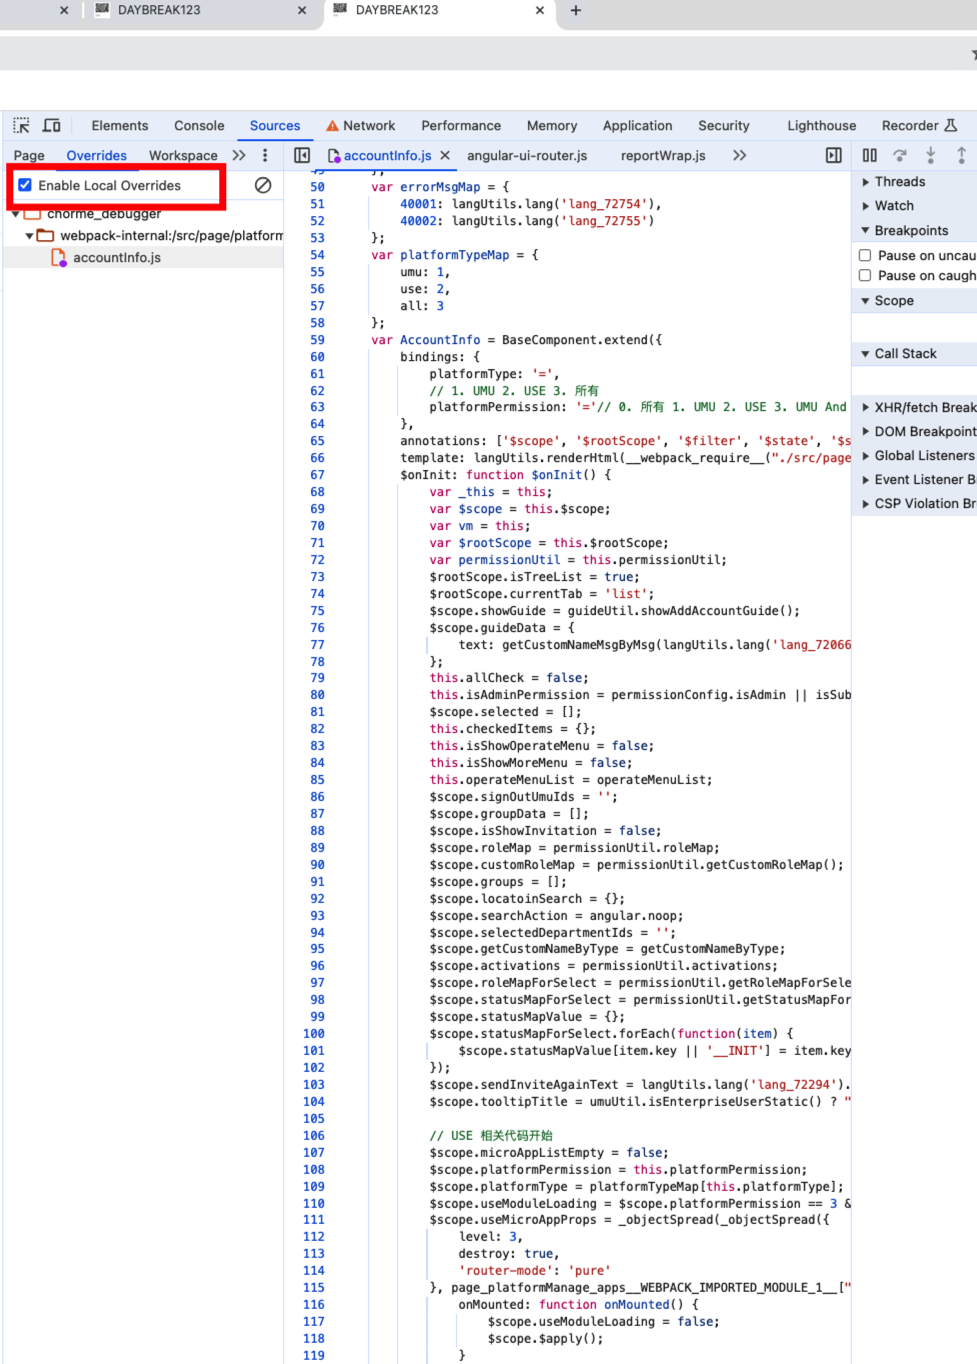 DAYBREAK123
DAYBREAK123
Elements Console Sources Network Performance Memory Application Security Lighthouse Recorder
Page Overrides Workspace
accountInfo.js angular-ui-router.js reportWrap.js
Enable Local Overrides
chorme_debugger
webpack-internal:/src/page/platform
accountInfo.js
50 var errorMsgMap = {
51 40001: langUtils.lang('lang_72754'),
52 40002: langUtils.lang('lang_72755')
53 };
54 var platformTypeMap = {
55 umu: 1,
56 use: 2,
57 all: 3
58 };
59 var AccountInfo = BaseComponent.extend({
60 bindings: {
61 platformType: '=',
62 // 1. UMU 2. USE 3. 所有
63 platformPermission: '='// 0. 所有 1. UMU 2. USE 3. UMU And
64 },
65 annotations: ['$scope', '$rootScope', '$filter', '$state', '$s
66 template: langUtils.renderHtml(__webpack_require__("./src/page
67 $onInit: function $onInit() {
68 var _this = this;
69 var $scope = this.$scope;
70 var vm = this;
71 var $rootScope = this.$rootScope;
72 var permissionUtil = this.permissionUtil;
73 $rootScope.isTreeList = true;
74 $rootScope.currentTab = 'list';
75 $scope.showGuide = guideUtil.showAddAccountGuide();
76 $scope.guideData = {
77 text: getCustomNameMsgByMsg(langUtils.lang('lang_72066
78 };
79 this.allCheck = false;
80 this.isAdminPermission = permissionConfig.isAdmin || isSub
81 $scope.selected = [];
82 this.checkedItems = {};
83 this.isShowOperateMenu = false;
84 this.isShowMoreMenu = false;
85 this.operateMenuList = operateMenuList;
86 $scope.signOutUmuIds = '';
87 $scope.groupData = [];
88 $scope.isShowInvitation = false;
89 $scope.roleMap = permissionUtil.roleMap;
90 $scope.customRoleMap = permissionUtil.getCustomRoleMap();
91 $scope.groups = [];
92 $scope.locatoinSearch = {};
93 $scope.searchAction = angular.noop;
94 $scope.selectedDepartmentIds = '';
95 $scope.getCustomNameByType = getCustomNameByType;
96 $scope.activations = permissionUtil.activations;
97 $scope.roleMapForSelect = permissionUtil.getRoleMapForSele
98 $scope.statusMapForSelect = permissionUtil.getStatusMapFor
99 $scope.statusMapValue = {};
100 $scope.statusMapForSelect.forEach(function(item) {
101 $scope.statusMapValue[item.key || '__INIT'] = item.key
102 });
103 $scope.sendInviteAgainText = langUtils.lang('lang_72294').
104 $scope.tooltipTitle = umuUtil.isEnterpriseUserStatic() ? "
105
106 // USE 相关代码开始
107 $scope.microAppListEmpty = false;
108 $scope.platformPermission = this.platformPermission;
109 $scope.platformType = platformTypeMap[this.platformType];
110 $scope.useModuleLoading = $scope.platformPermission == 3 &
111 $scope.useMicroAppProps = _objectSpread(_objectSpread({
112 level: 3,
113 destroy: true,
114 'router-mode': 'pure'
115 }, page_platformManage_apps__WEBPACK_IMPORTED_MODULE_1__["
116 onMounted: function onMounted() {
117 $scope.useModuleLoading = false;
118 $scope.$apply();
119 }
Threads
Watch
Breakpoints
Pause on uncau
Pause on caugh
Scope
Call Stack
XHR/fetch Break
DOM Breakpoint
Global Listeners
Event Listener B
CSP Violation Br